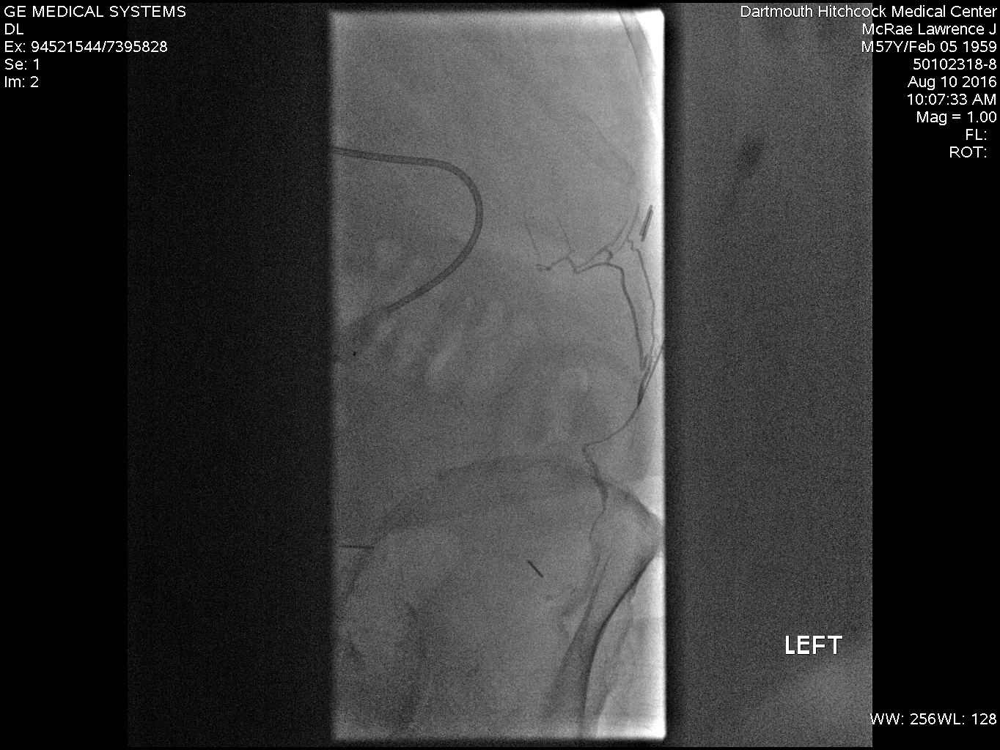 GE MEDICAL SYSTEMS
DL
Ex: 94521544/7395828
Se: 1
Im: 2
Dartmouth Hitchcock Medical Center
McRae Lawrence J
M57Y/Feb 05 1959
50102318-8
Aug 10 2016
10:07:33 AM
Mag = 1.00
FL:
ROT:
LEFT
WW: 256WL: 128